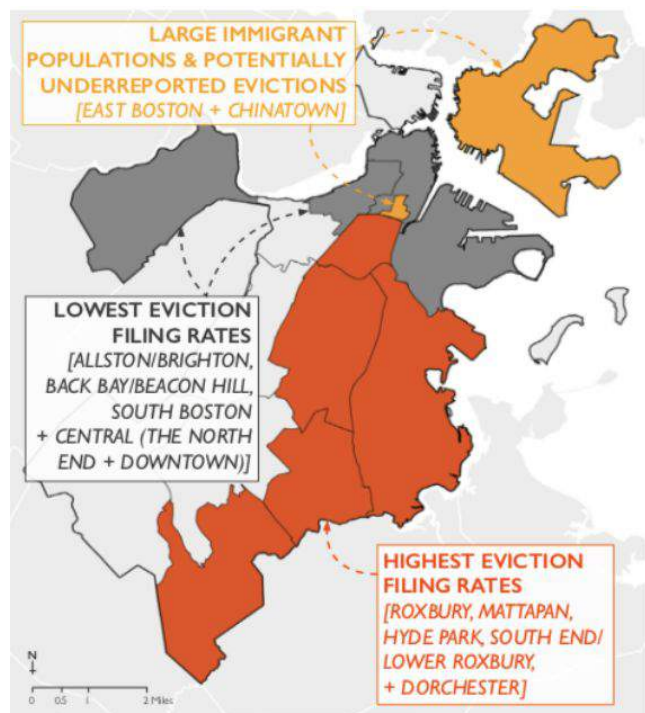 LARGE IMMIGRANT
POPULATIONS & POTENTIALLY
UNDERREPORTED EVICTIONS
[EAST BOSTON + CHINATOWN]
LOWEST EVICTION
FILING RATES
[ALLSTON/BRIGHTON,
BACK BAY/BEACON HILL,
SOUTH BOSTON
+ CENTRAL (THE NORTH
END + DOWNTOWN)]
HIGHEST EVICTION
FILING RATES
[ROXBURY, MATTAPAN,
HYDE PARK, SOUTH END/
LOWER ROXBURY,
+ DORCHESTER]
N
0 0.5 1 2 Miles